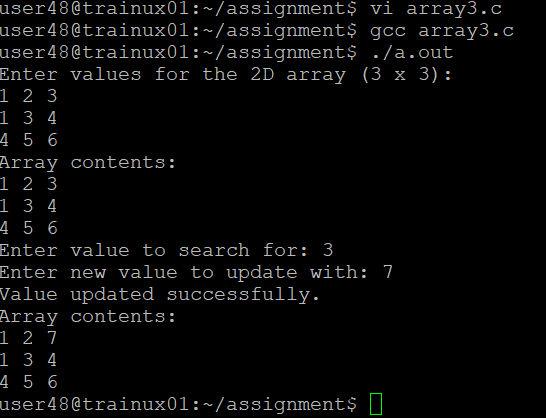 user48@trainux01:~/assignment$ vi array3.c
user48@trainux01:~/assignment$ gcc array3.c
user48@trainux01:~/assignment$ ./a.out
Enter values for the 2D array (3 x 3):
1 2 3
1 3 4
4 5 6
Array contents:
1 2 3
1 3 4
4 5 6
Enter value to search for: 3
Enter new value to update with: 7
Value updated successfully.
Array contents:
1 2 7
1 3 4
4 5 6
user48@trainux01:~/assignment$